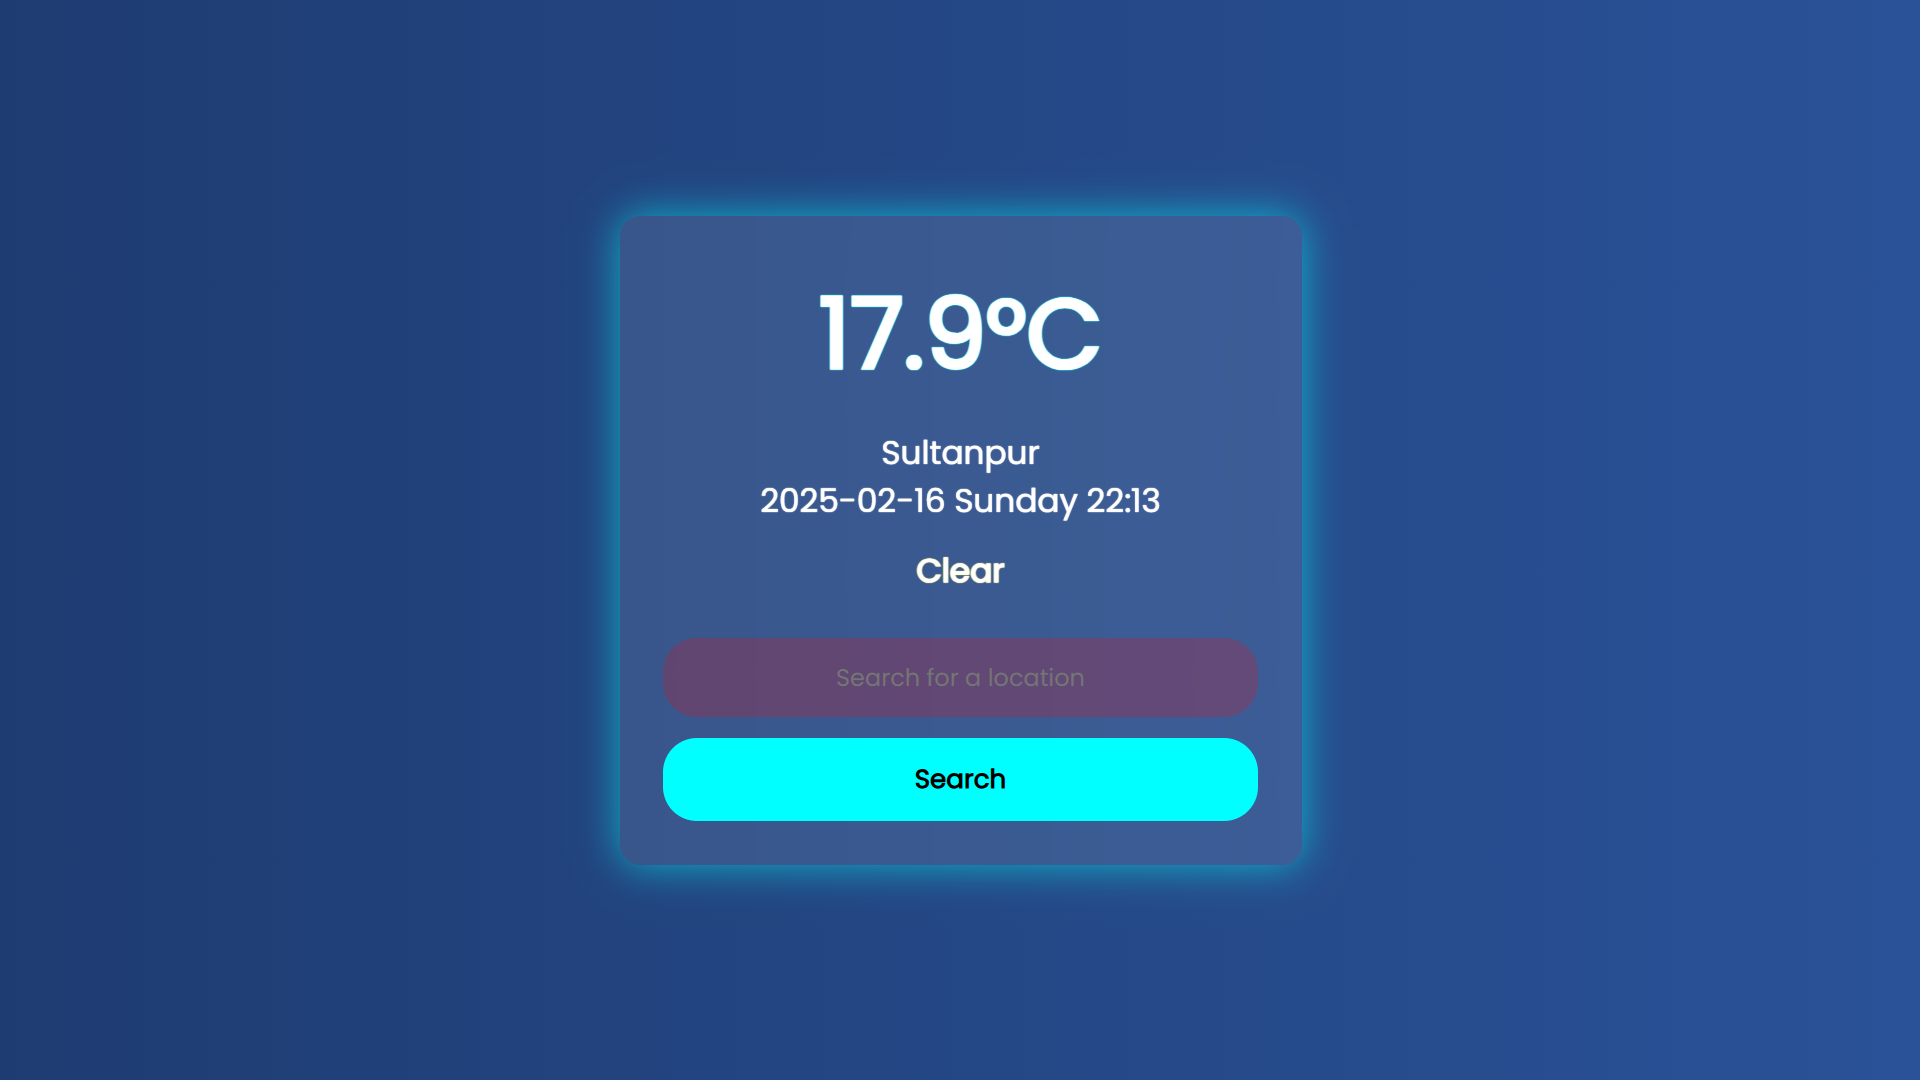 17.9°C
Sultanpur
2025-02-16 Sunday 22:13
Clear
Search for a location
Search